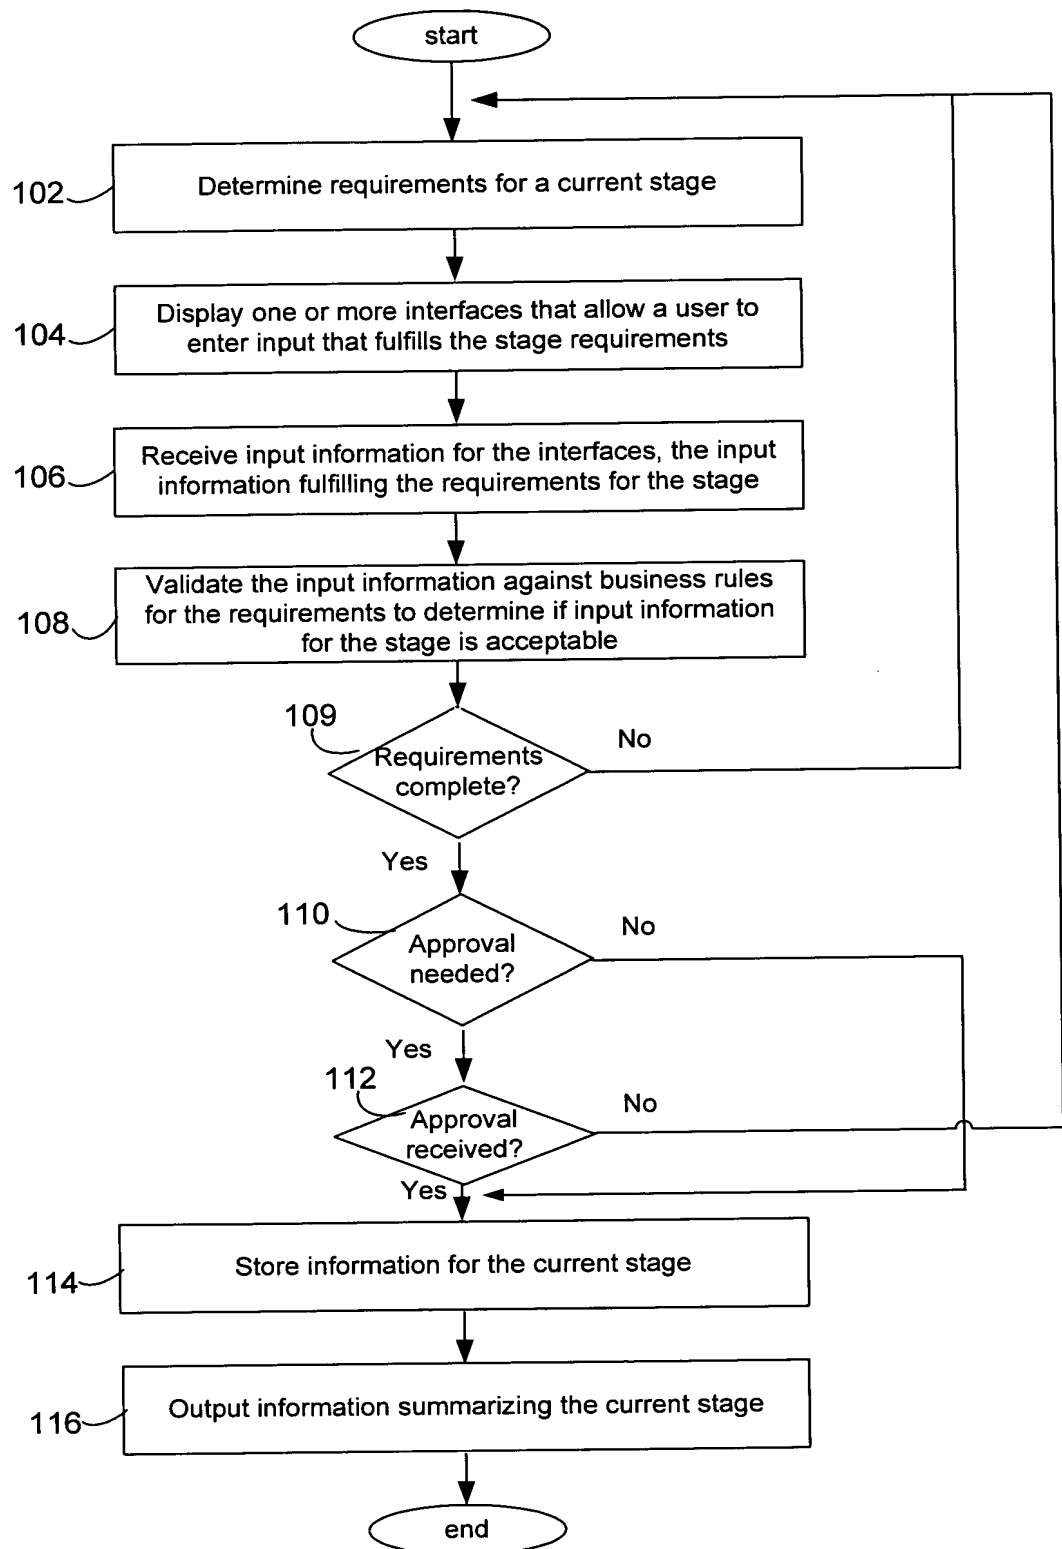 start
102
Determine requirements for a current stage
104
Display one or more interfaces that allow a user to
enter input that fulfills the stage requirements
106
Receive input information for the interfaces, the input
information fulfilling the requirements for the stage
108
Validate the input information against business rules
for the requirements to determine if input information
for the stage is acceptable
109
Requirements
complete?
No
Yes
110
Approval
needed?
No
Yes
112
Approval
received?
No
Yes
114
Store information for the current stage
116
Output information summarizing the current stage
end